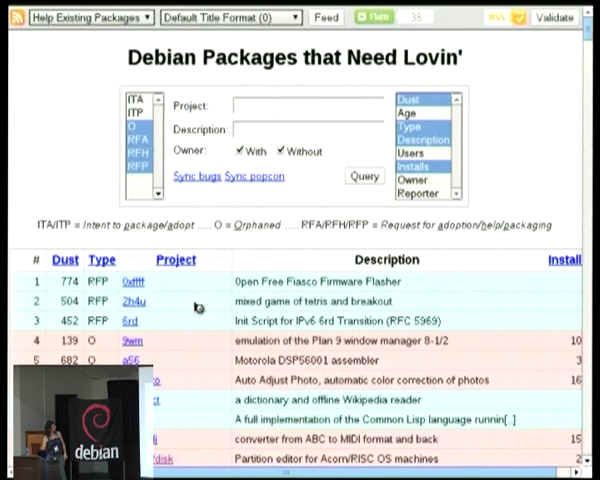 Help Existing Packages Default Title Format (0) Feed Flattr 38 RSS Validate
Debian Packages that Need Lovin'
ITA
ITP
O
RFA
RFH
RFP
Project:
Description:
Owner: With Without
Sync bugs Sync popcon Query
Dust
Age
Type
Description
Users
Installs
Owner
Reporter
ITA/ITP = Intent to package/adopt ..... O = Orphaned ..... RFA/RFH/RFP = Request for adoption/help/packaging
# Dust Type Project Description Install
1 774 RFP 0xffff 0pen Free Fiasco Firmware Flasher
2 504 RFP 2h4u mixed game of tetris and breakout
3 452 RFP 6rd Init Script for IPv6 6rd Transition (RFC 5969)
4 139 O 9wm emulation of the Plan 9 window manager 8-1/2 10
5 682 O a56 Motorola DSP56001 assembler 3
Auto Adjust Photo, automatic color correction of photos 16
a dictionary and offline Wikipedia reader
A full implementation of the Common Lisp language runnin[..]
converter from ABC to MIDI format and back 15
/disk Partition editor for Acorn/RISC OS machines 2
debian